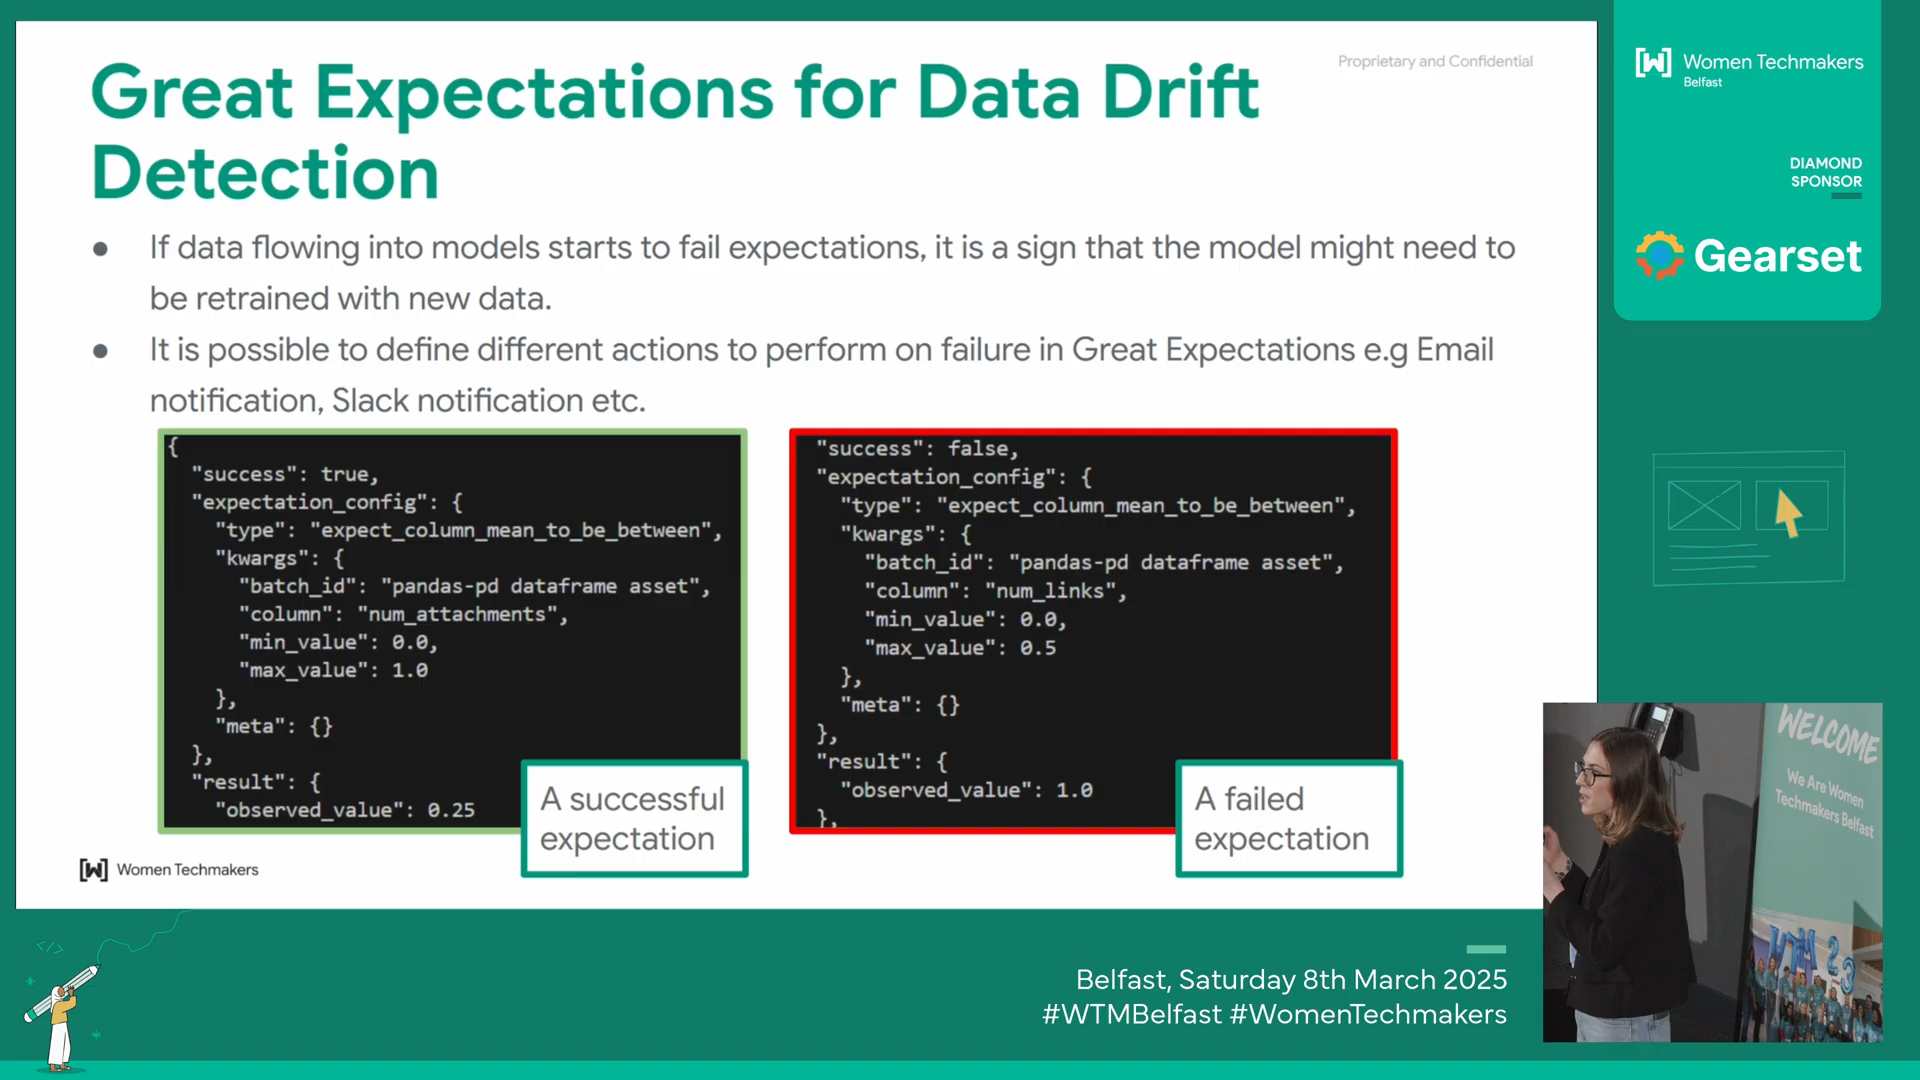 Proprietary and Confidential
Great Expectations for Data Drift
Detection
● If data flowing into models starts to fail expectations, it is a sign that the model might need to
be retrained with new data.
● It is possible to define different actions to perform on failure in Great Expectations e.g Email
notification, Slack notification etc.
{
"success": true,
"expectation_config": {
"type": "expect_column_mean_to_be_between",
"kwargs": {
"batch_id": "pandas-pd dataframe asset",
"column": "num_attachments",
"min_value": 0.0,
"max_value": 1.0
},
"meta": {}
},
"result": {
"observed_value": 0.25
A successful
expectation
"success": false,
"expectation_config": {
"type": "expect_column_mean_to_be_between",
"kwargs": {
"batch_id": "pandas-pd dataframe asset",
"column": "num_links",
"min_value": 0.0,
"max_value": 0.5
},
"meta": {}
},
"result": {
"observed_value": 1.0
},
A failed
expectation
Women Techmakers
Women Techmakers
Belfast
DIAMOND
SPONSOR
Gearset
WELCOME
We Are Women
Techmakers Belfast
</>
Belfast, Saturday 8th March 2025
#WTMBelfast #WomenTechmakers